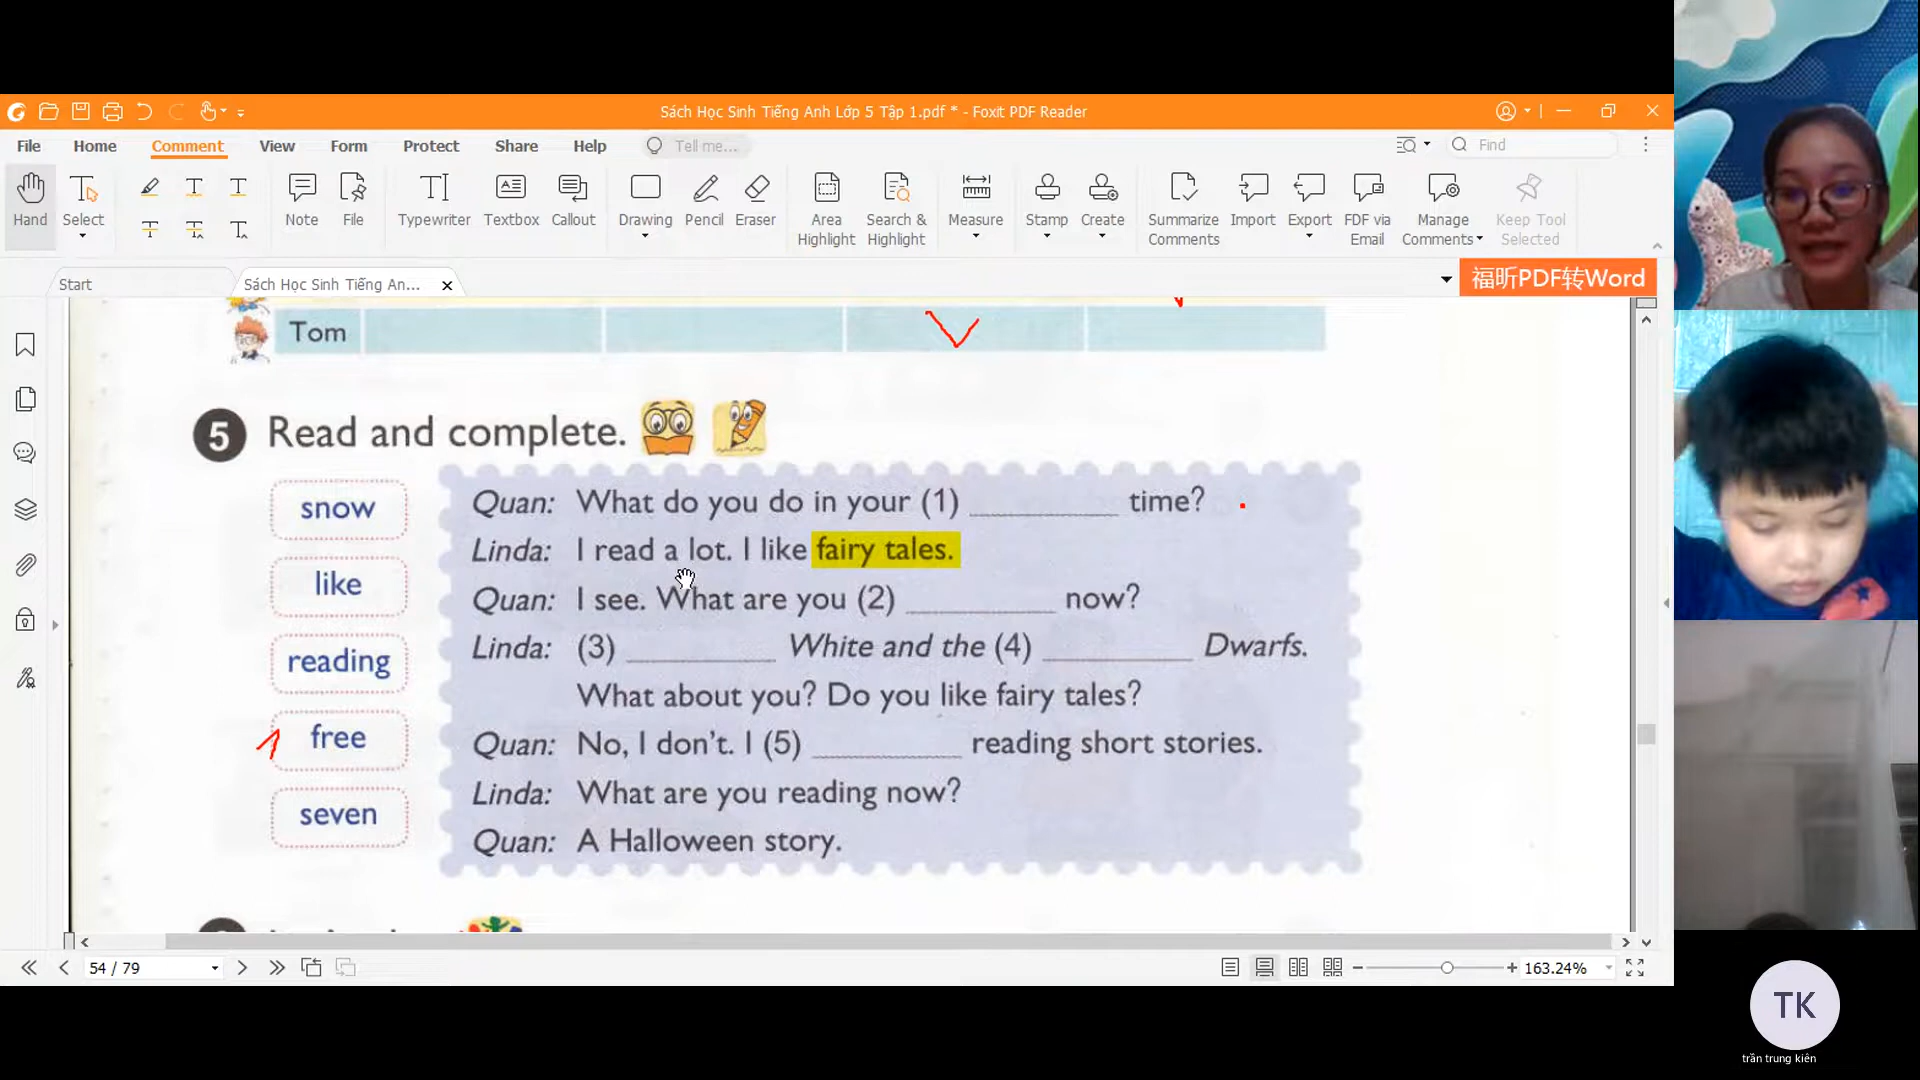 Sách Học Sinh Tiếng Anh Lớp 5 Tập 1.pdf * - Foxit PDF Reader
File Home Comment View Form Protect Share Help Tell me... Find
Hand Select Note File Typewriter Textbox Callout Drawing Pencil Eraser Area Highlight Search & Highlight Measure Stamp Create Summarize Comments Import Export FDF via Email Manage Comments Keep Tool Selected
Start Sách Học Sinh Tiếng An... 福昕PDF转Word
Tom
5 Read and complete.
snow
like
reading
1 free
seven
Quan: What do you do in your (1) __________ time?
Linda: I read a lot. I like fairy tales.
Quan: I see. What are you (2) __________ now?
Linda: (3) __________ White and the (4) __________ Dwarfs.
What about you? Do you like fairy tales?
Quan: No, I don't. I (5) __________ reading short stories.
Linda: What are you reading now?
Quan: A Halloween story.
54 / 79 163.24%
TK
trần trung kiên